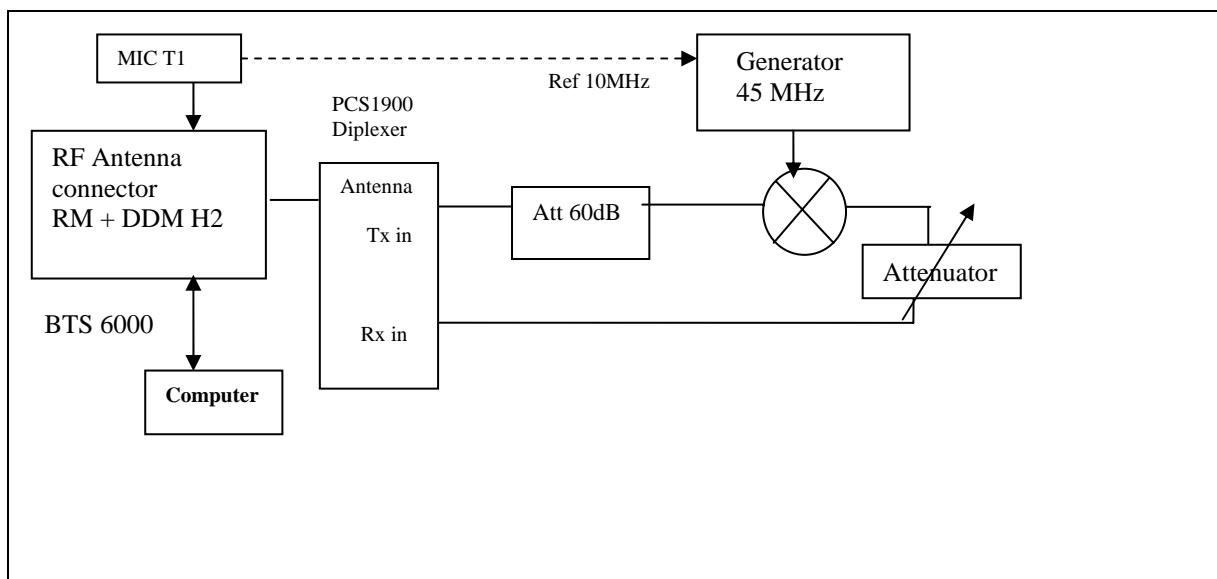 MIC T1
Ref 10MHz
Generator
45 MHz
PCS1900
Diplexer
RF Antenna
connector
RM + DDM H2
Antenna
Tx in
Rx in
Att 60dB
Attenuator
BTS 6000
Computer